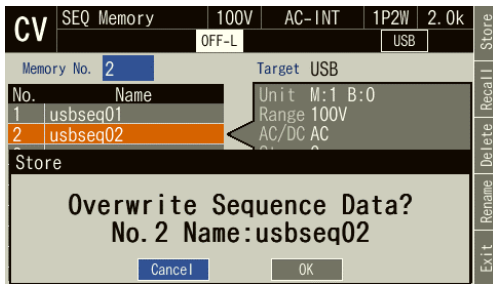 CV
SEQ Memory 100V AC-INT 1P2W 2.0k
OFF-L USB
Memory No. 2 Target USB
No. Name
1 usbseq01
2 usbseq02
Unit M:1 B:0
Range 100V
AC/DC AC
Store
Overwrite Sequence Data?
No.2 Name:usbseq02
Cancel OK
Store
Recall
Delete
Rename
Exit